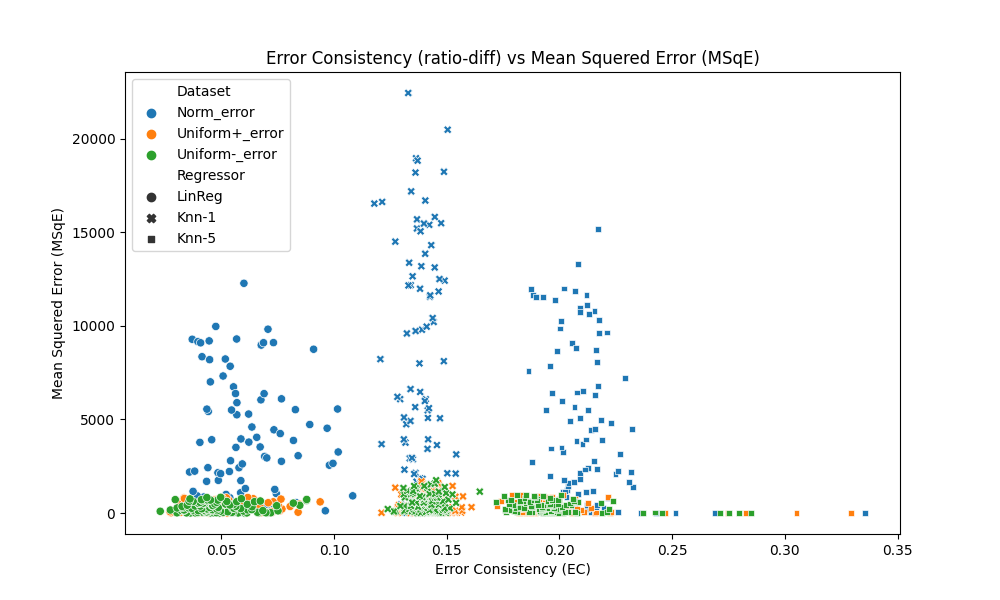 Error Consistency (ratio-diff) vs Mean Squered Error (MSqE)
Dataset
Norm_error
Uniform+_error
Uniform-_error
Regressor
LinReg
Knn-1
Knn-5
Mean Squered Error (MSqE)
20000
15000
10000
5000
0
0.05 0.10 0.15 0.20 0.25 0.30 0.35
Error Consistency (EC)